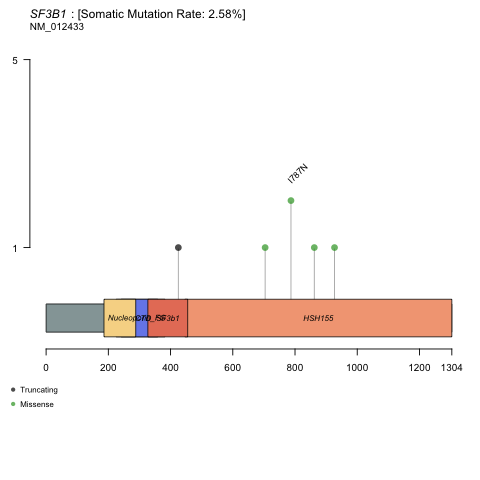 SF3B1 : [Somatic Mutation Rate: 2.58%]
NM_012433
5
I787N
1
SF3b1 HSH155
0 200 400 600 800 1000 1200 1304
Truncating
Missense